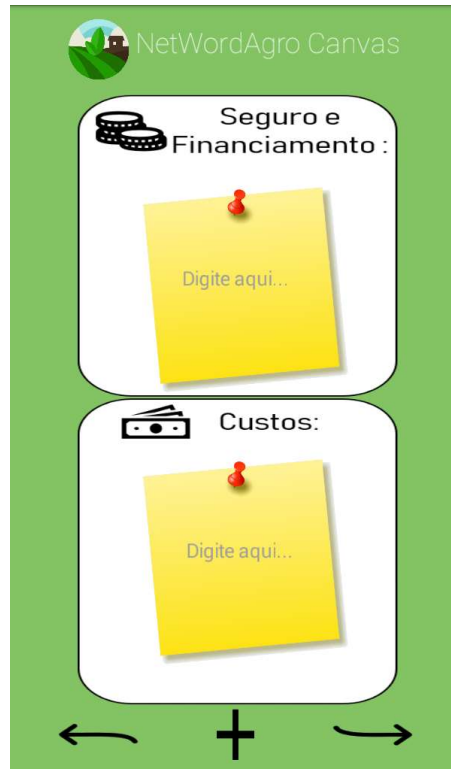 NetWordAgro Canvas
Seguro e
Financiamento :
Digite aqui...
Custos:
Digite aqui...